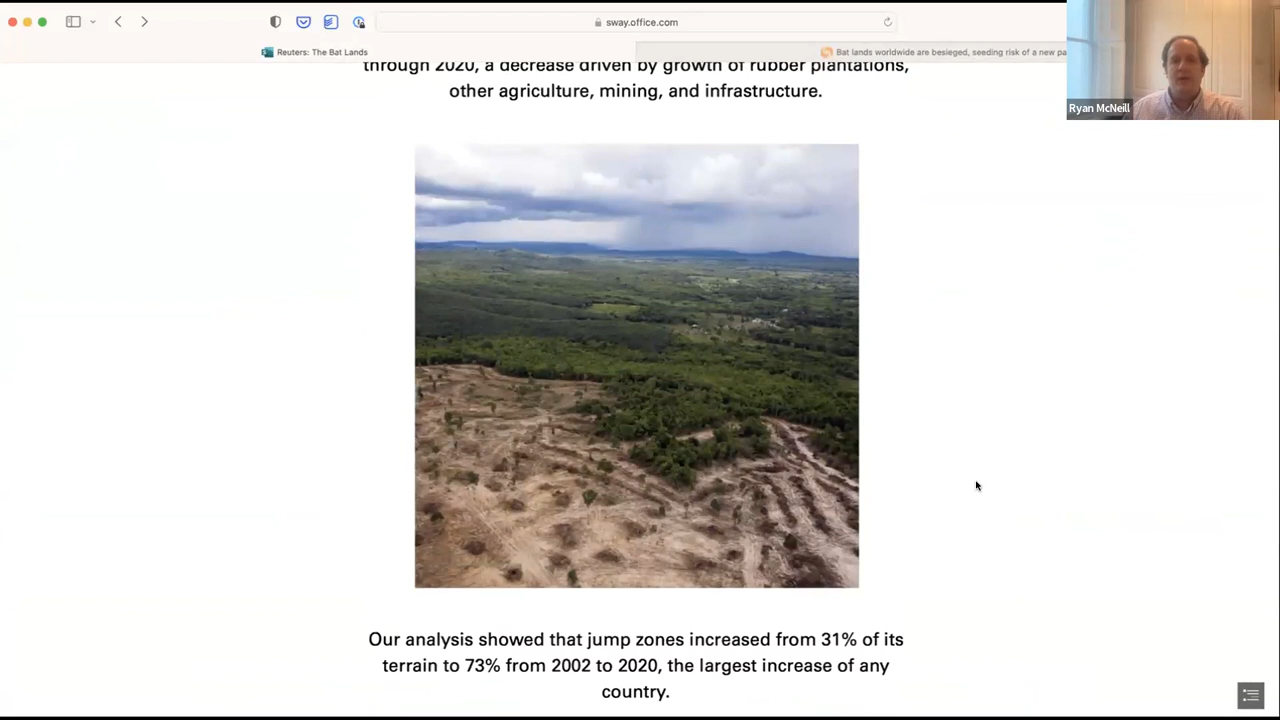 sway.office.com
Reuters: The Bat Lands
Bat lands worldwide are besieged, seeding risk of a new pa
Ryan McNeill
through 2020, a decrease driven by growth of rubber plantations,
other agriculture, mining, and infrastructure.
Our analysis showed that jump zones increased from 31% of its
terrain to 73% from 2002 to 2020, the largest increase of any
country.